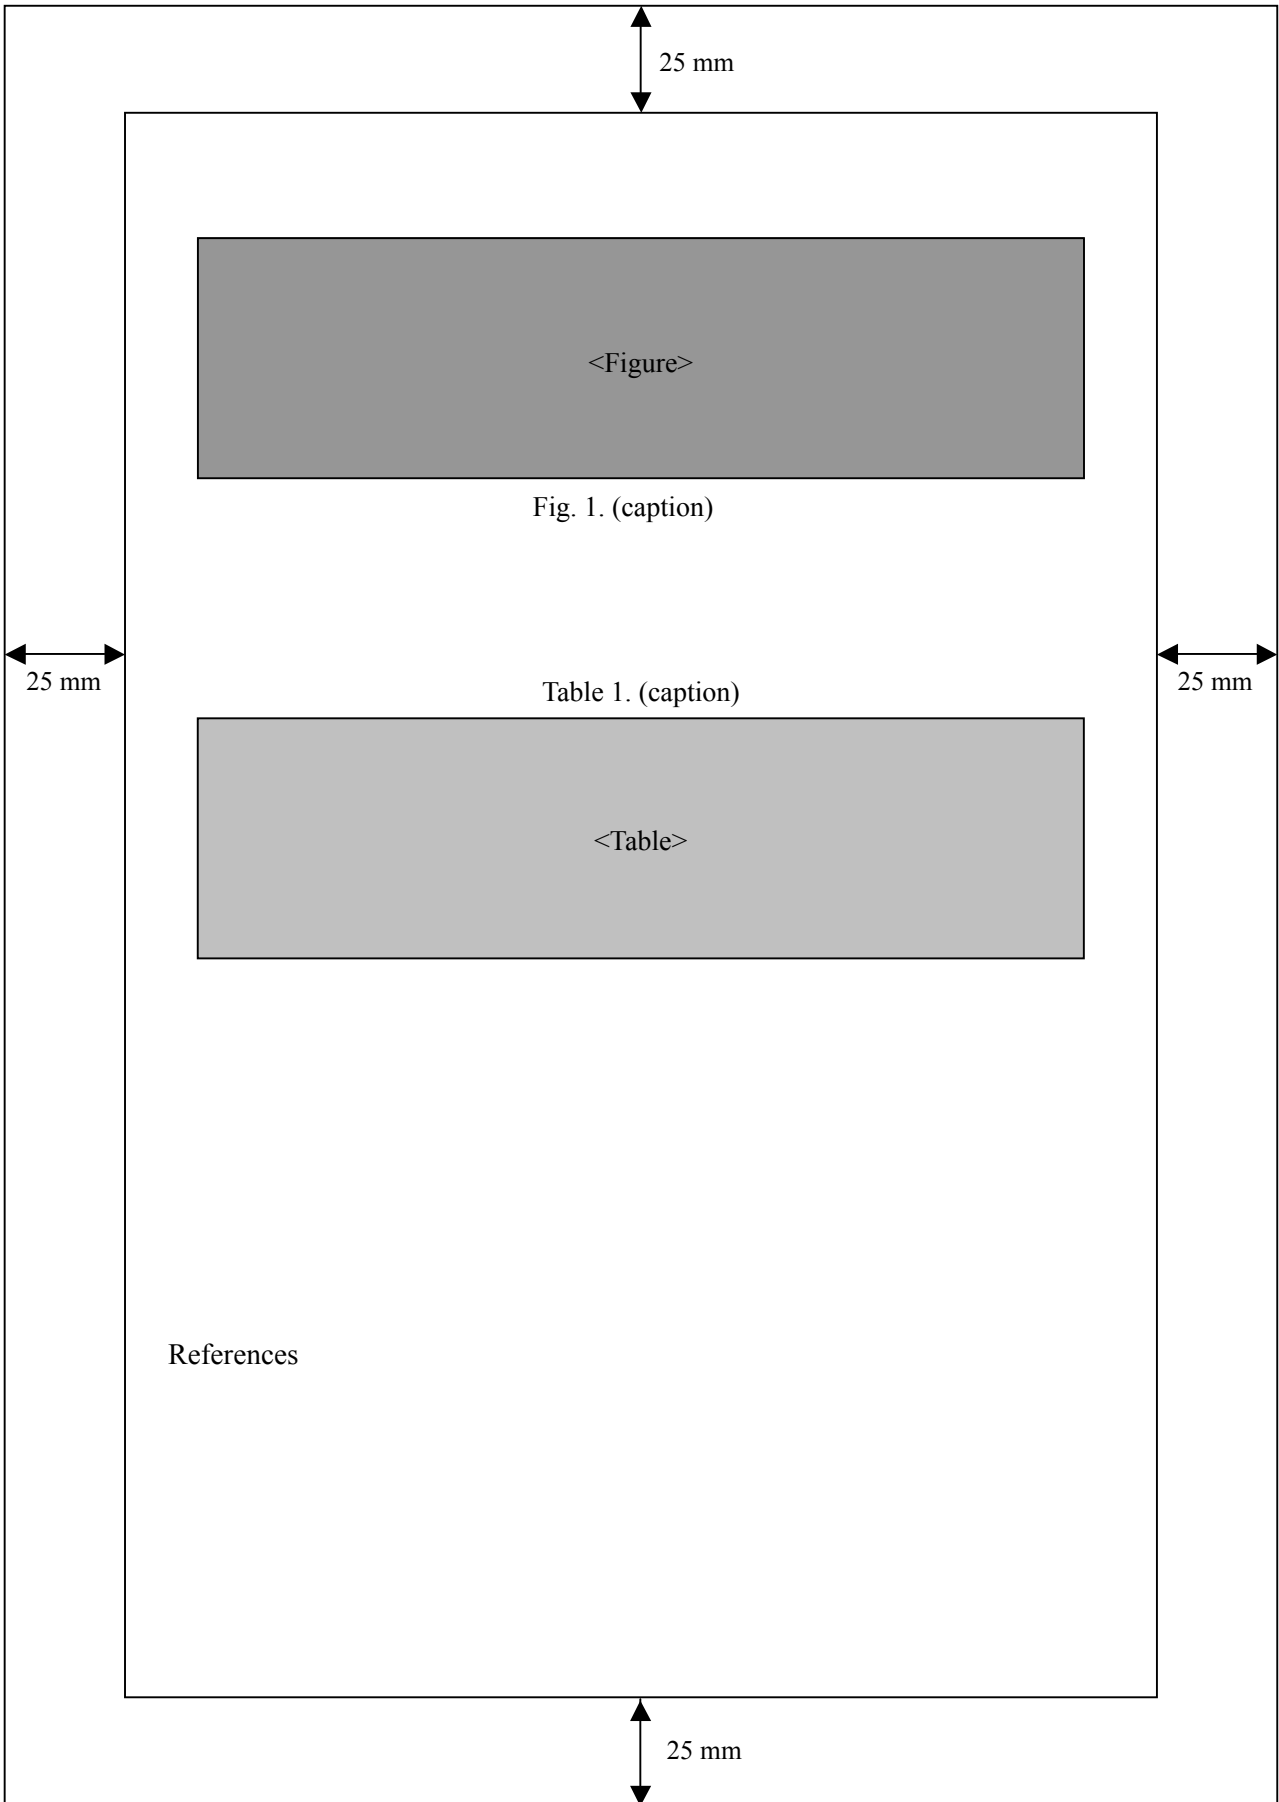 25 mm
<Figure>
Fig. 1. (caption)
25 mm
25 mm
Table 1. (caption)
<Table>
References
25 mm